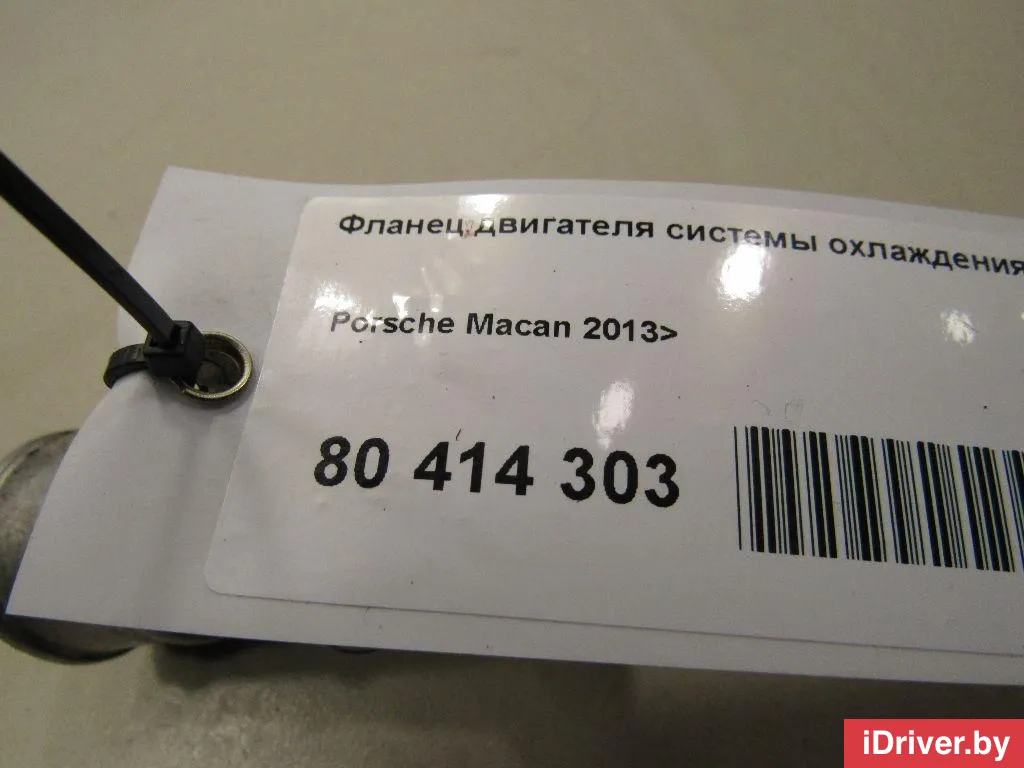 Фланец двигателя системы охлаждения
Porsche Macan 2013>
80 414 303
iDriver.by